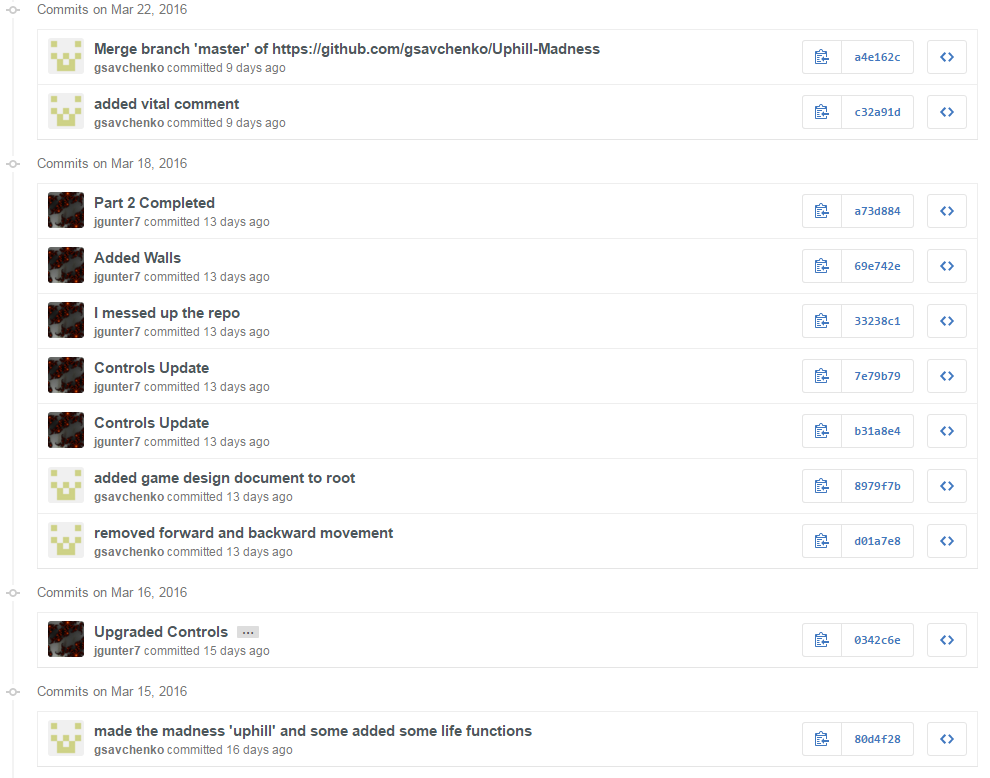 Commits on Mar 22, 2016
Merge branch 'master' of https://github.com/gsavchenko/Uphill-Madness
gsavchenko committed 9 days ago
a4e162c
added vital comment
gsavchenko committed 9 days ago
c32a91d
Commits on Mar 18, 2016
Part 2 Completed
jgunter7 committed 13 days ago
a73d884
Added Walls
jgunter7 committed 13 days ago
69e742e
I messed up the repo
jgunter7 committed 13 days ago
33238c1
Controls Update
jgunter7 committed 13 days ago
7e79b79
Controls Update
jgunter7 committed 13 days ago
b31a8e4
added game design document to root
gsavchenko committed 13 days ago
8979f7b
removed forward and backward movement
gsavchenko committed 13 days ago
d01a7e8
Commits on Mar 16, 2016
Upgraded Controls ...
jgunter7 committed 15 days ago
0342c6e
Commits on Mar 15, 2016
made the madness 'uphill' and some added some life functions
gsavchenko committed 16 days ago
80d4f28